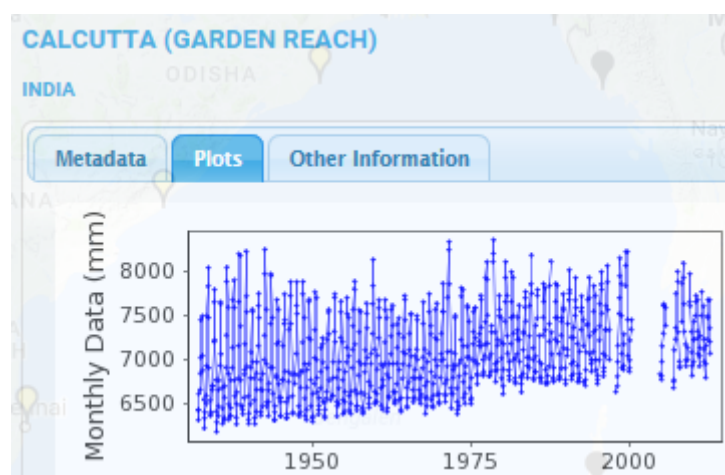 CALCUTTA (GARDEN REACH)
ODISHA
INDIA
Metadata
Plots
Other Information
Monthly Data (mm)
8000
7500
7000
6500
1950
1975
2000